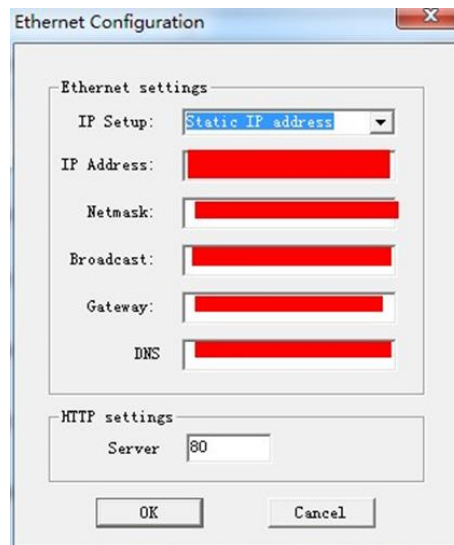 Ethernet Configuration
Ethernet settings
IP Setup: Static IP address
IP Address:
Netmask:
Broadcast:
Gateway:
DNS
HTTP settings
Server 80
OK Cancel